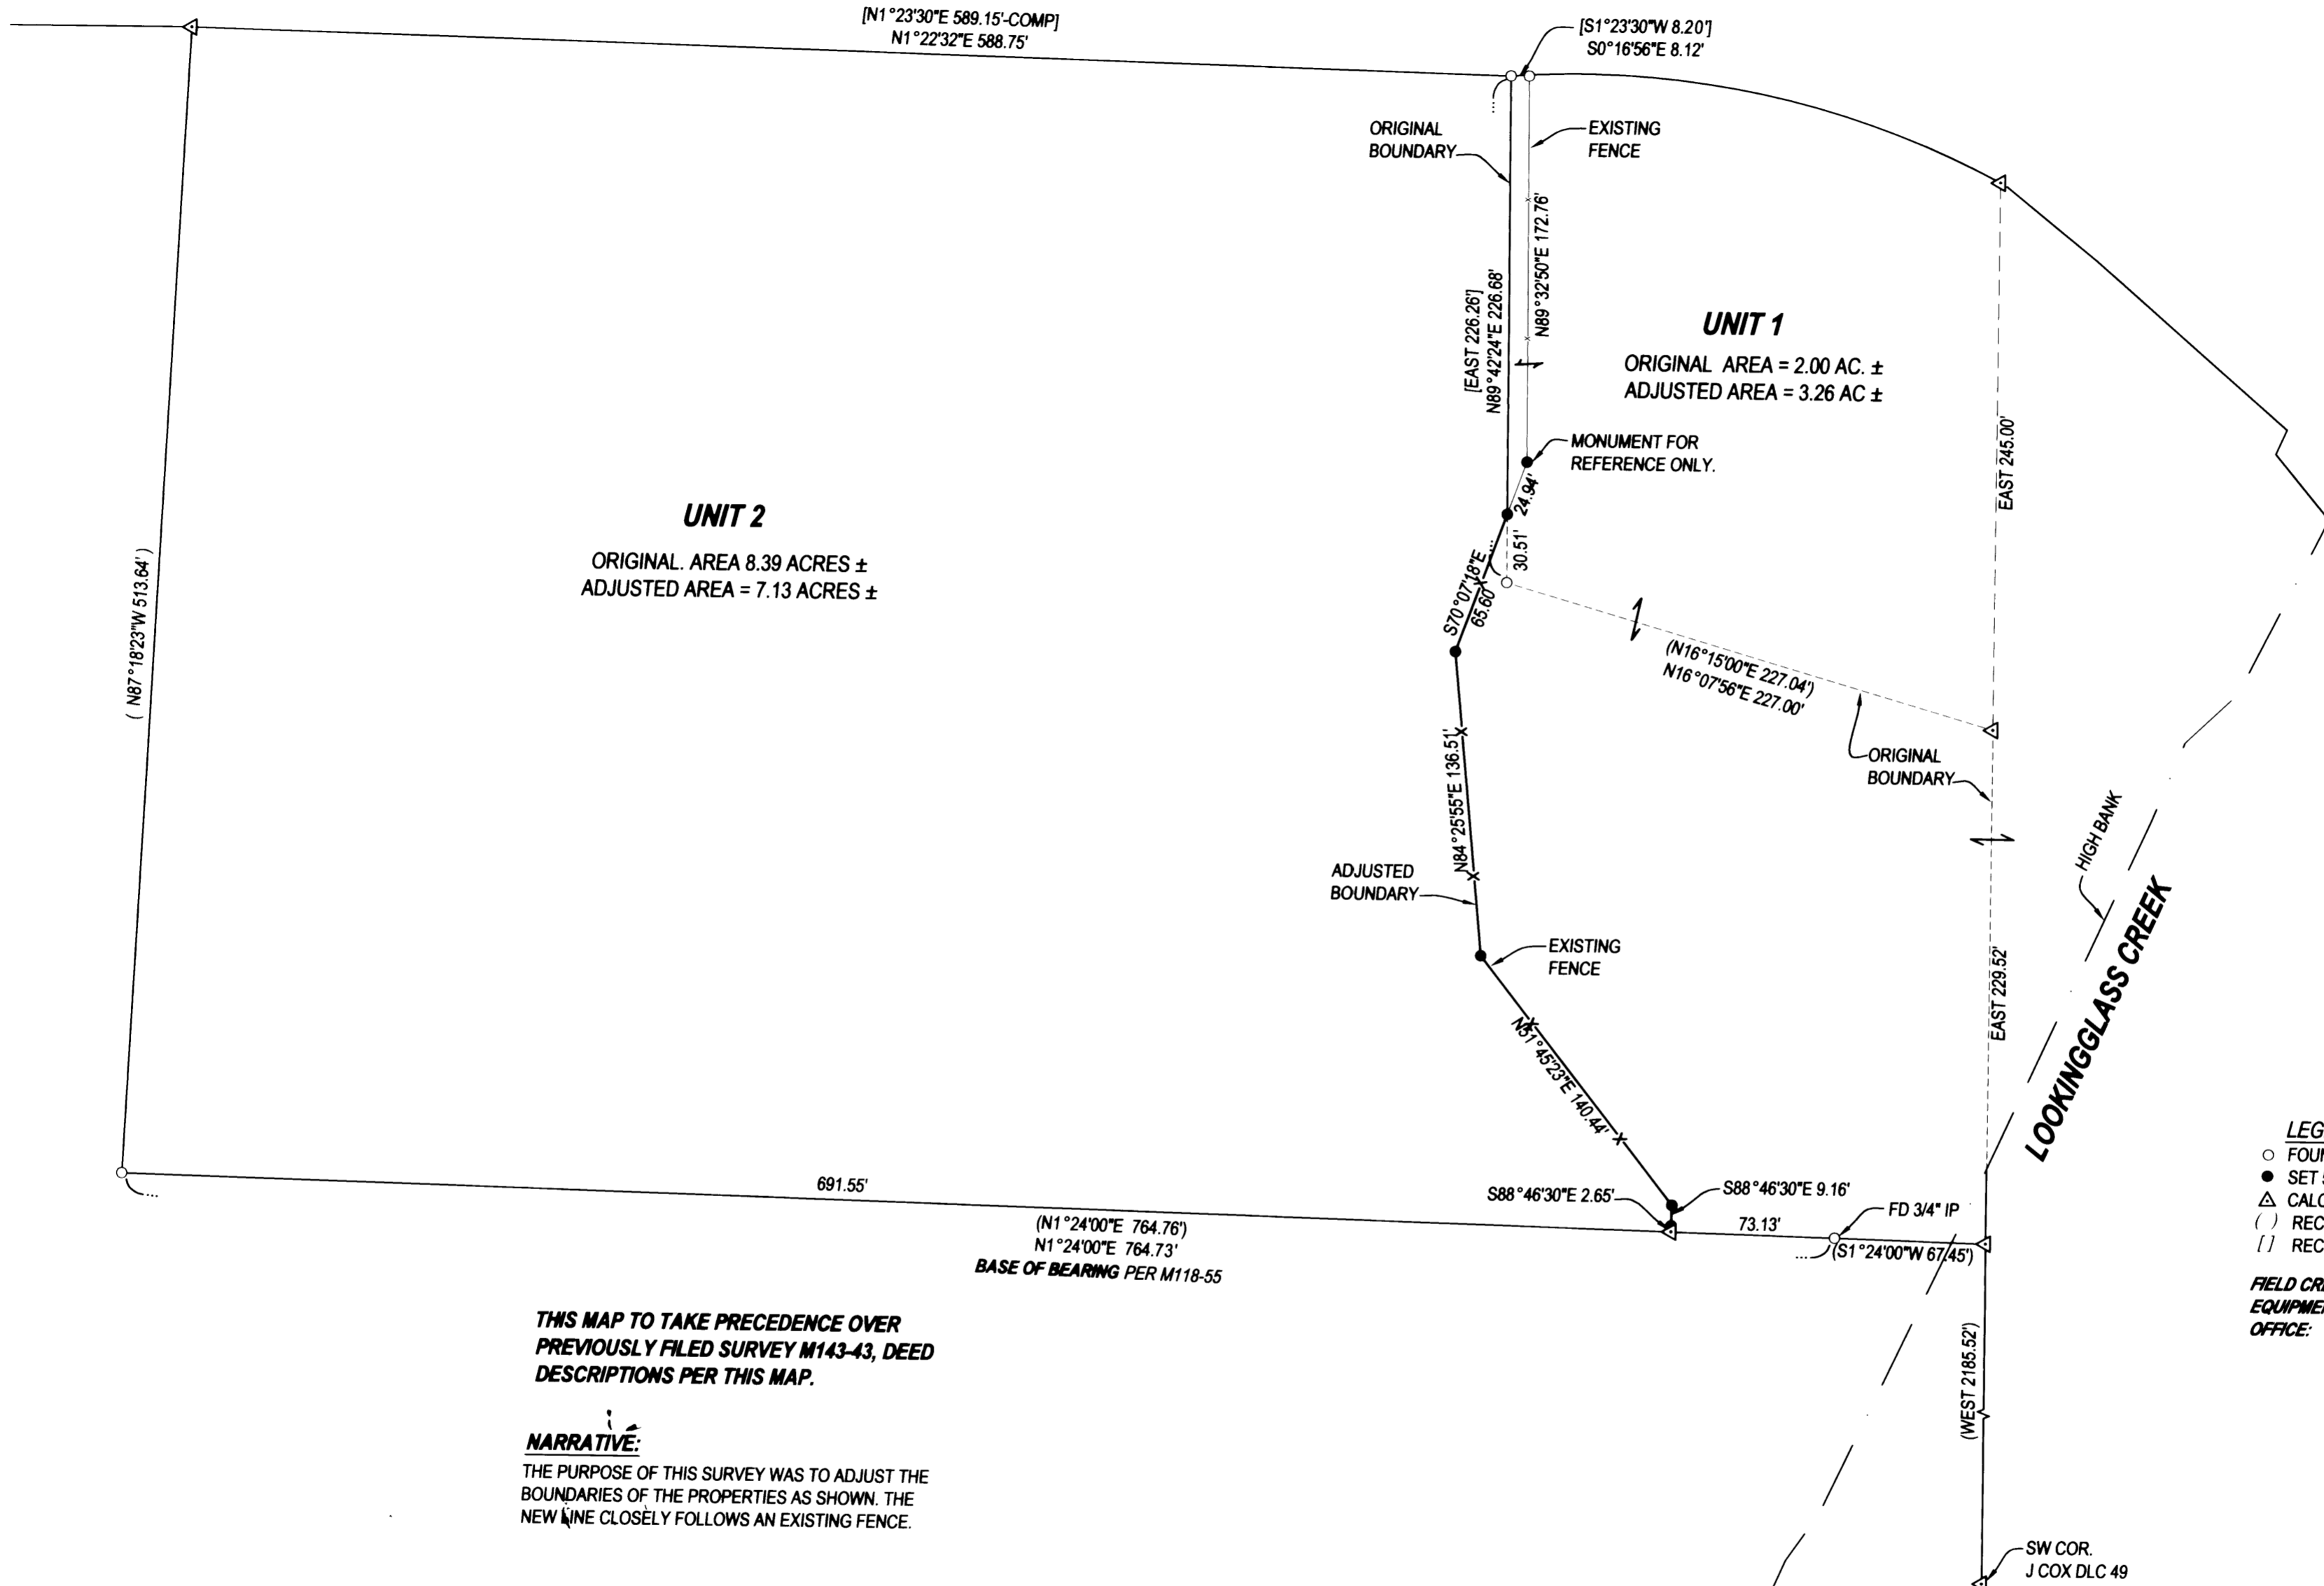 [N1°23'30"E 589.15'-COMP]
N1°22'32"E 588.75'
[S1°23'30"W 8.20']
S0°16'56"E 8.12'
ORIGINAL
BOUNDARY
EXISTING
FENCE
[EAST 226.26']
N89°42'24"E 226.68'
N89°32'50"E 172.76'
UNIT 1
ORIGINAL AREA = 2.00 AC. ±
ADJUSTED AREA = 3.26 AC ±
MONUMENT FOR
REFERENCE ONLY.
24.94'
30.51'
EAST 245.00'
UNIT 2
ORIGINAL. AREA 8.39 ACRES ±
ADJUSTED AREA = 7.13 ACRES ±
( N87°18'23"W 513.64' )
S70°07'18"E
65.60'
(N16°15'00"E 227.04')
N16°07'56"E 227.00'
ORIGINAL
BOUNDARY
N84°25'55"E 136.51'
ADJUSTED
BOUNDARY
EXISTING
FENCE
HIGH BANK
LOOKINGGLASS CREEK
EAST 229.52'
N51°45'23"E 140.44'
691.55'
S88°46'30"E 2.65'
S88°46'30"E 9.16'
73.13'
FD 3/4" IP
(S1°24'00"W 67.45')
(N1°24'00"E 764.76')
N1°24'00"E 764.73'
BASE OF BEARING PER M118-55
LEG
FOU
SET
CALC
( ) REC
[ ] REC
FIELD CRE
EQUIPME
OFFICE:
THIS MAP TO TAKE PRECEDENCE OVER
PREVIOUSLY FILED SURVEY M143-43, DEED
DESCRIPTIONS PER THIS MAP.
NARRATIVE:
THE PURPOSE OF THIS SURVEY WAS TO ADJUST THE
BOUNDARIES OF THE PROPERTIES AS SHOWN. THE
NEW LINE CLOSELY FOLLOWS AN EXISTING FENCE.
(WEST 2185.52')
SW COR.
J COX DLC 49